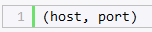 1 (host, port)